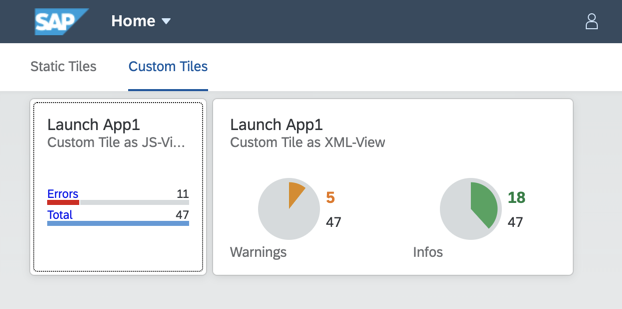 SAP
Home
Static Tiles
Custom Tiles
Launch App1
Custom Tile as JS-Vi...
Errors 11
Total 47
Launch App1
Custom Tile as XML-View
5
47
Warnings
18
47
Infos